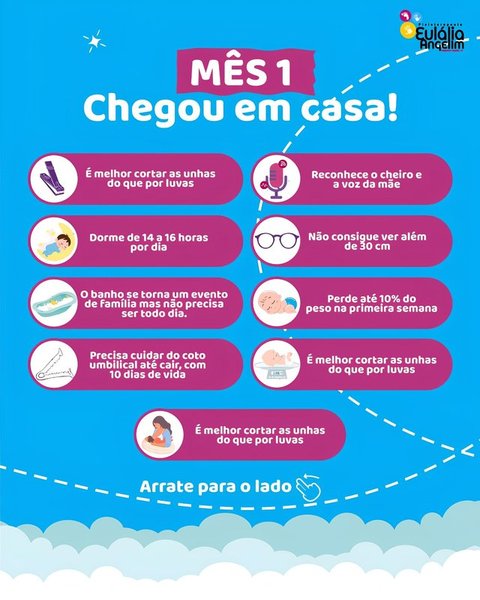 Fisioterapeuta
Eulália
Angelim
MÊS 1
Chegou em casa!
É melhor cortar as unhas
do que por luvas
Reconhece o cheiro e
a voz da mãe
Dorme de 14 a 16 horas
por dia
Não consigue ver além
de 30 cm
O banho se torna um evento
de família mas não precisa
ser todo dia.
Perde até 10% do
peso na primeira semana
Precisa cuidar do coto
umbilical até cair, com
10 dias de vida
É melhor cortar as unhas
do que por luvas
É melhor cortar as unhas
do que por luvas
Arrate para o lado